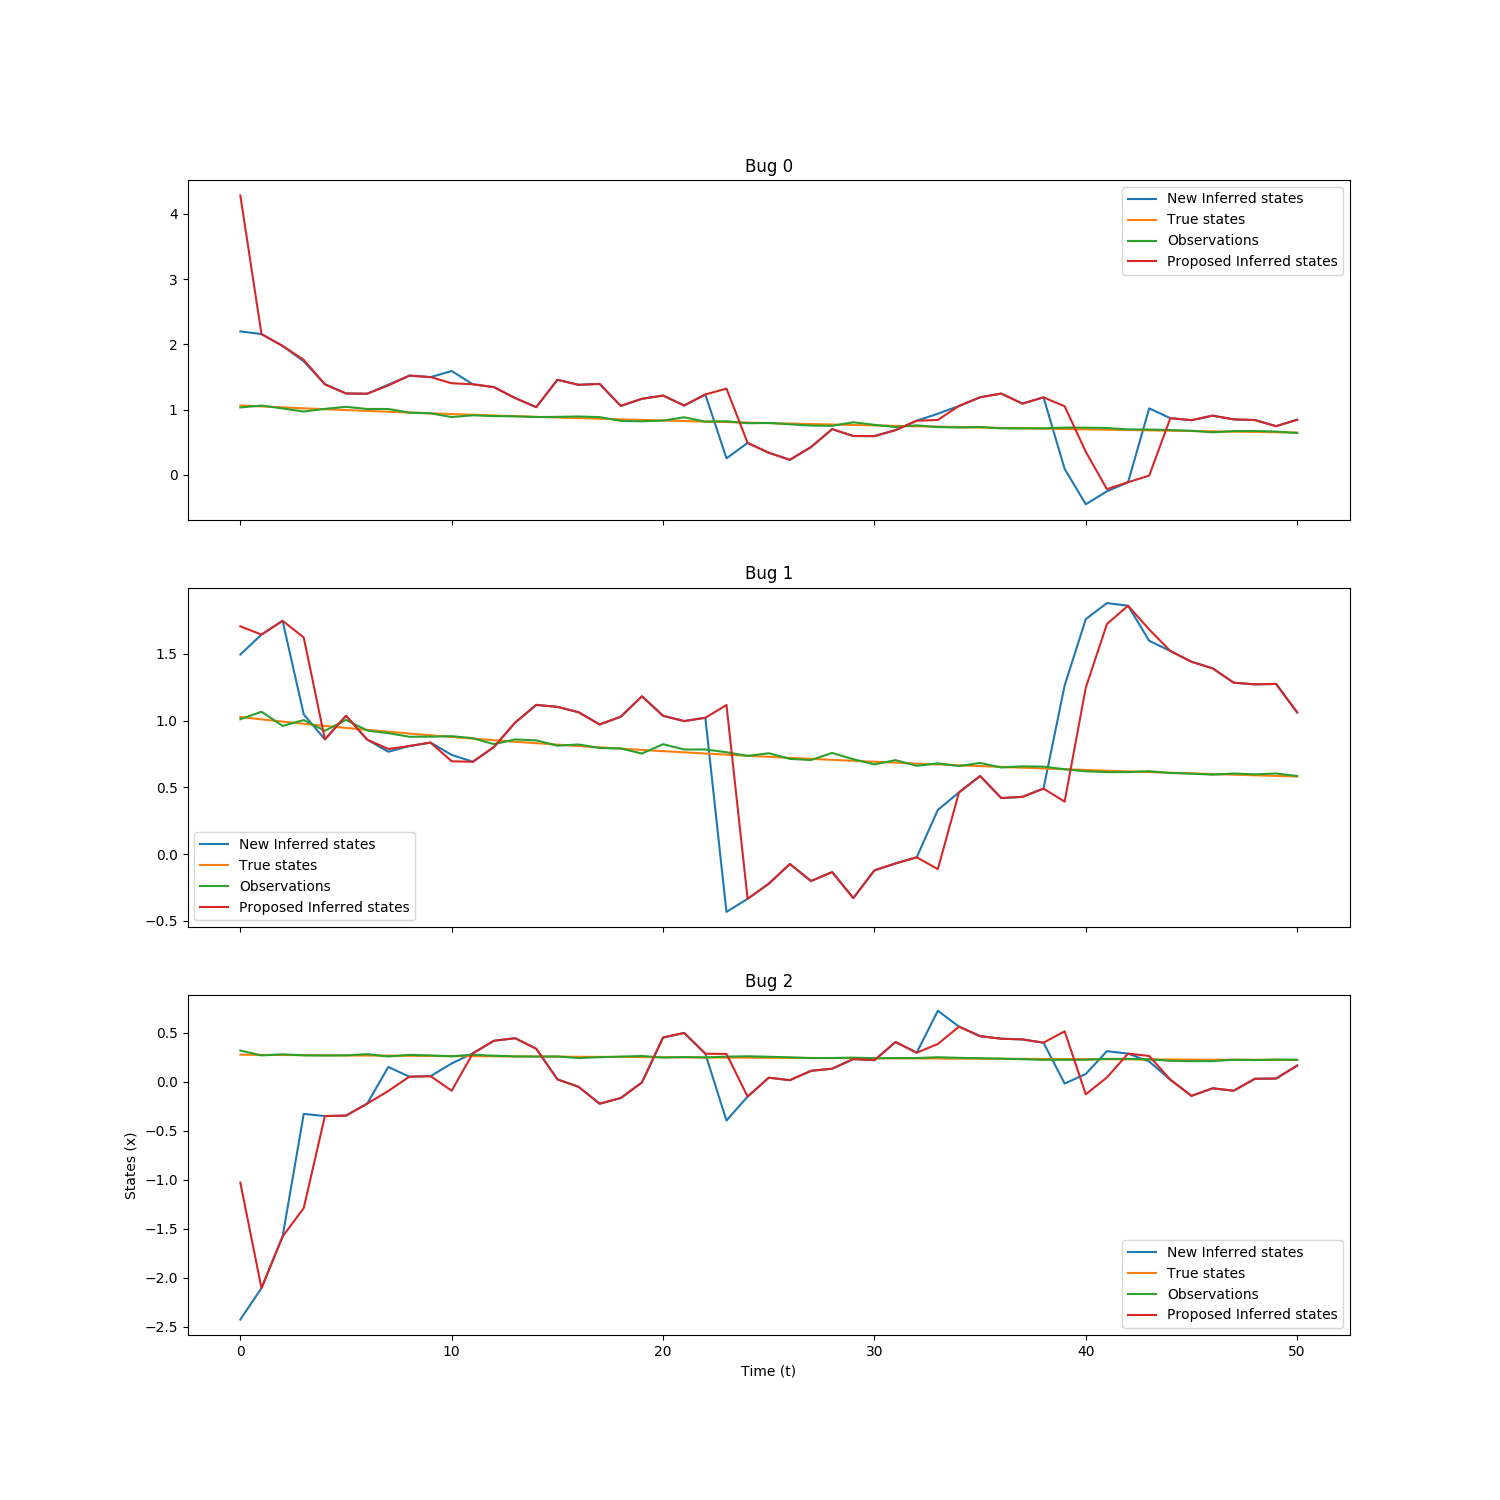 Bug 0
4
3
2
1
0
New Inferred states
True states
Observations
Proposed Inferred states
Bug 1
1.5
1.0
0.5
0.0
−0.5
New Inferred states
True states
Observations
Proposed Inferred states
Bug 2
0.5
0.0
−0.5
−1.0
−1.5
−2.0
−2.5
States (x)
New Inferred states
True states
Observations
Proposed Inferred states
0 10 20 30 40 50
Time (t)